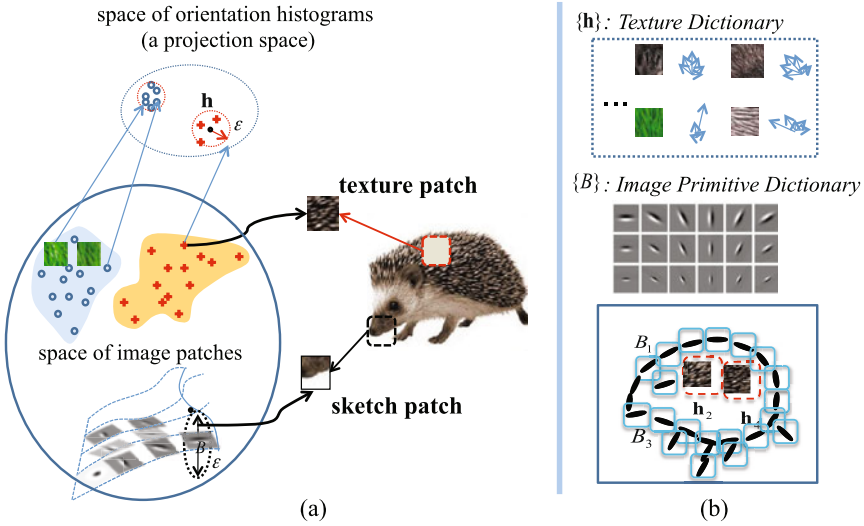 space of orientation histograms
(a projection space)
h
ε
texture patch
space of image patches
sketch patch
B
ε
(a)
{h}: Texture Dictionary
...
{B}: Image Primitive Dictionary
B1
h2
h4
B3
(b)